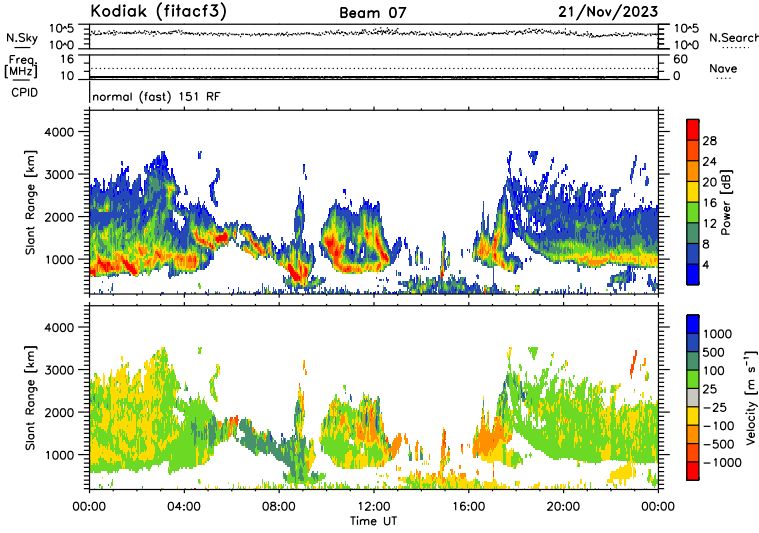 Kodiak (fitacf3) Beam 07 21/Nov/2023
N.Sky 10^5 10^0 10^5 10^0 N.Search
Freq. [MHz] 16 10 60 0 Nave
CPID normal (fast) 151 RF
Slant Range [km] 4000 3000 2000 1000
28 24 20 16 12 8 4 Power [dB]
Slant Range [km] 4000 3000 2000 1000
1000 500 100 25 −25 −100 −500 −1000 Velocity [m s⁻¹]
00:00 04:00 08:00 12:00 16:00 20:00 00:00
Time UT